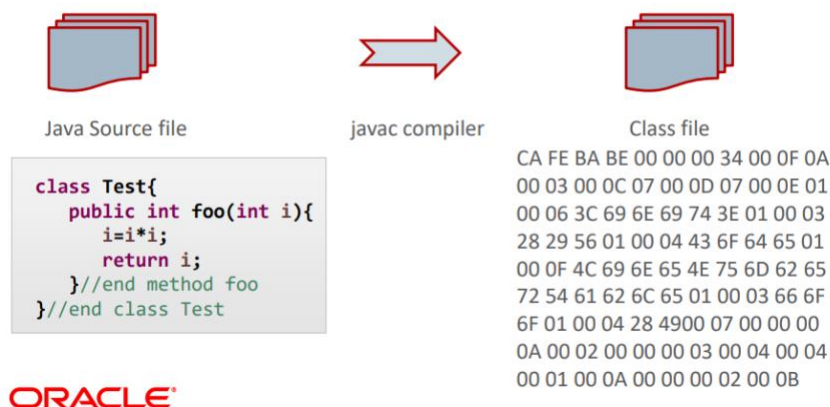 Java Source file
javac compiler
Class file
class Test{
public int foo(int i){
i=i*i;
return i;
}//end method foo
}//end class Test
CA FE BA BE 00 00 00 34 00 0F 0A
00 03 00 0C 07 00 0D 07 00 0E 01
00 06 3C 69 6E 69 74 3E 01 00 03
28 29 56 01 00 04 43 6F 64 65 01
00 0F 4C 69 6E 65 4E 75 6D 62 65
72 54 61 62 6C 65 01 00 03 66 6F
6F 01 00 04 28 4900 07 00 00 00
0A 00 02 00 00 00 03 00 04 00 04
00 01 00 0A 00 00 00 02 00 0B
ORACLE®